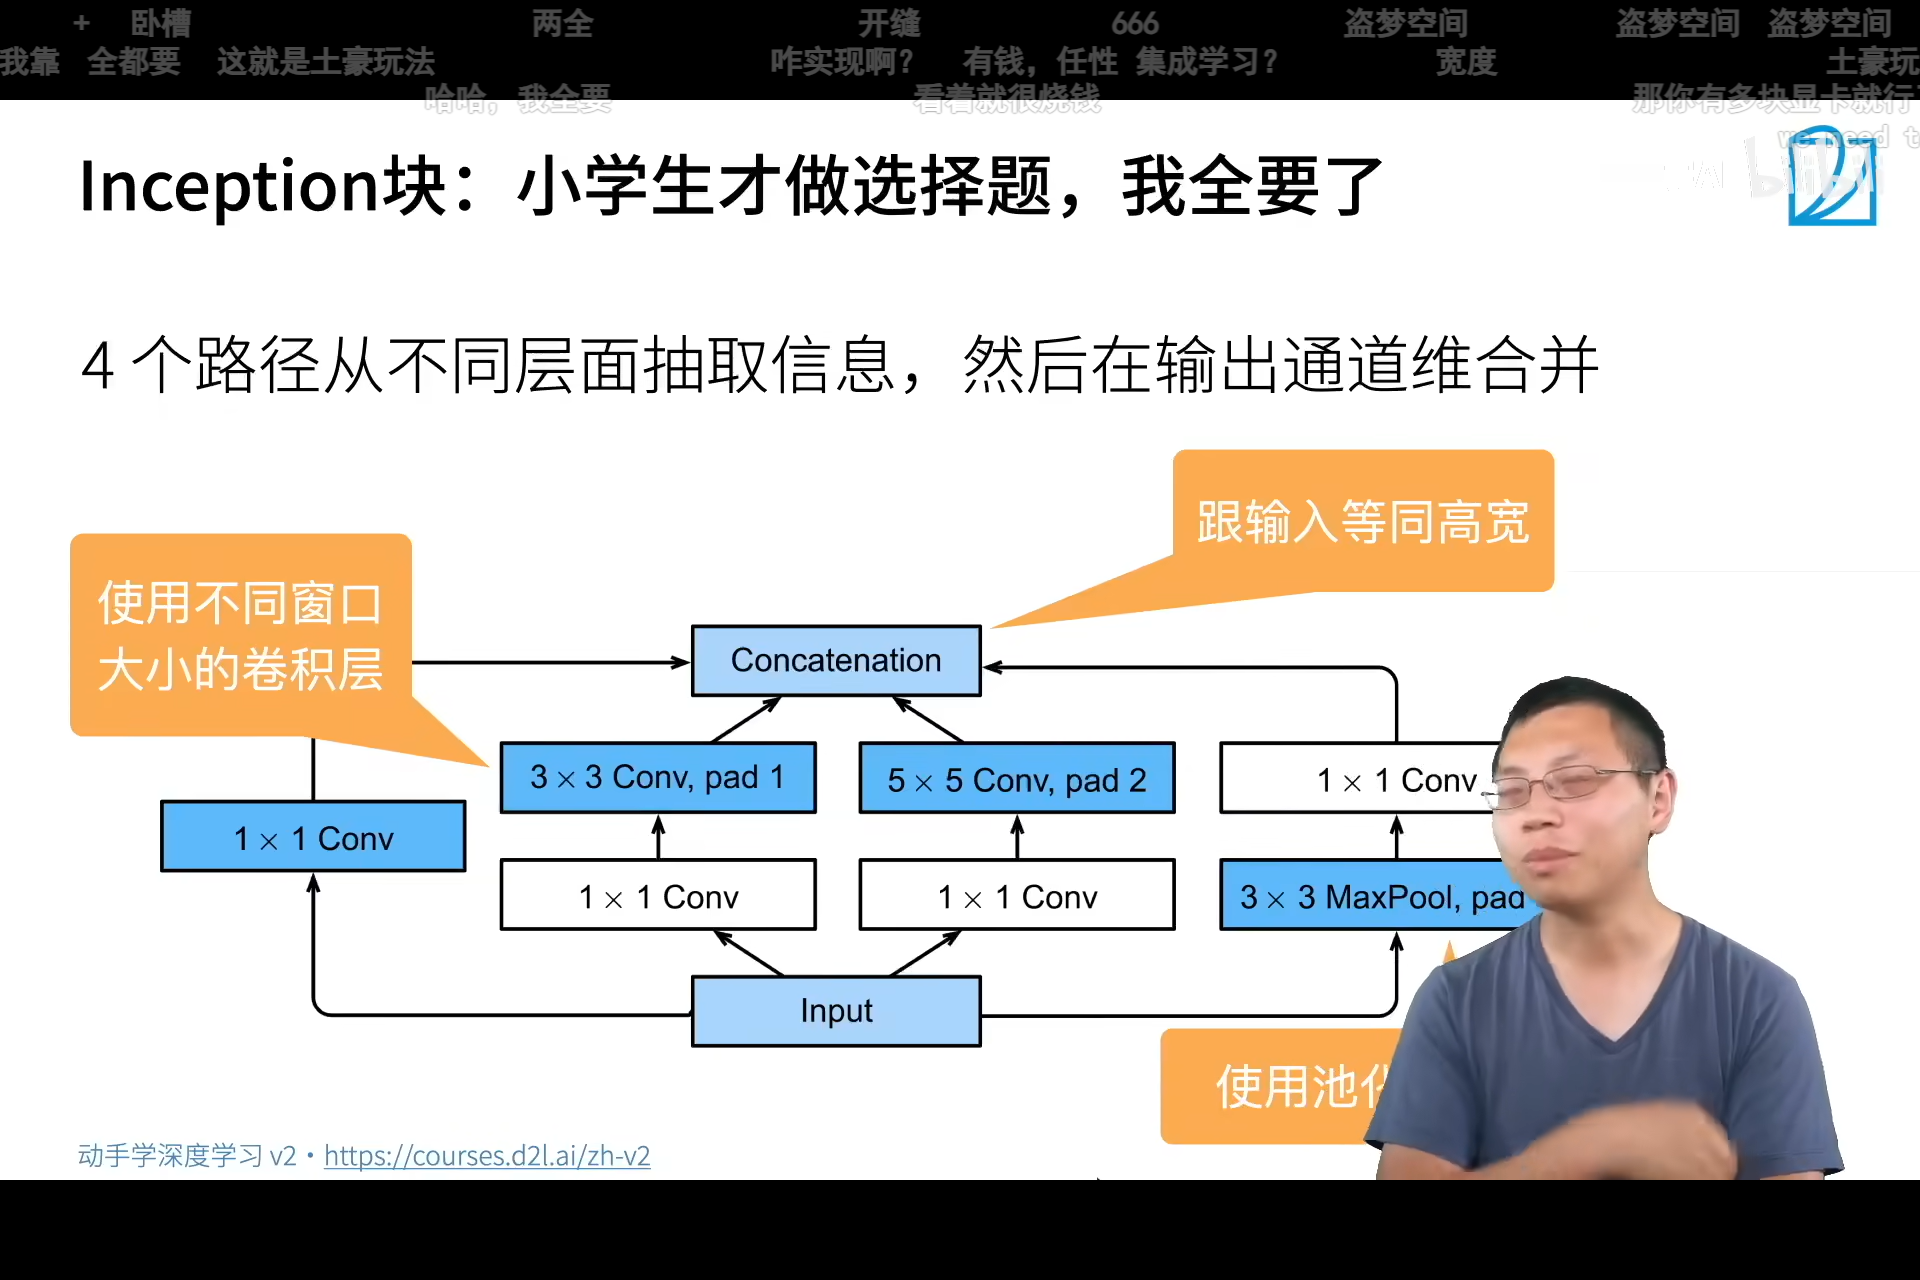 + 卧槽 两全 开缝 666 盗梦空间 盗梦空间 盗梦空间
我靠 全都要 这就是土豪玩法 咋实现啊？ 有钱，任性 集成学习？ 宽度 土豪玩
哈哈，我全要 看着就很烧钱 那你有多块显卡就行
we need t
bilibili
Inception块：小学生才做选择题，我全要了
4 个路径从不同层面抽取信息，然后在输出通道维合并
跟输入等同高宽
使用不同窗口
大小的卷积层
Concatenation
3 × 3 Conv, pad 1
5 × 5 Conv, pad 2
1 × 1 Conv
1 × 1 Conv
1 × 1 Conv
1 × 1 Conv
3 × 3 MaxPool, pad
Input
使用池
动手学深度学习 v2 • https://courses.d2l.ai/zh-v2